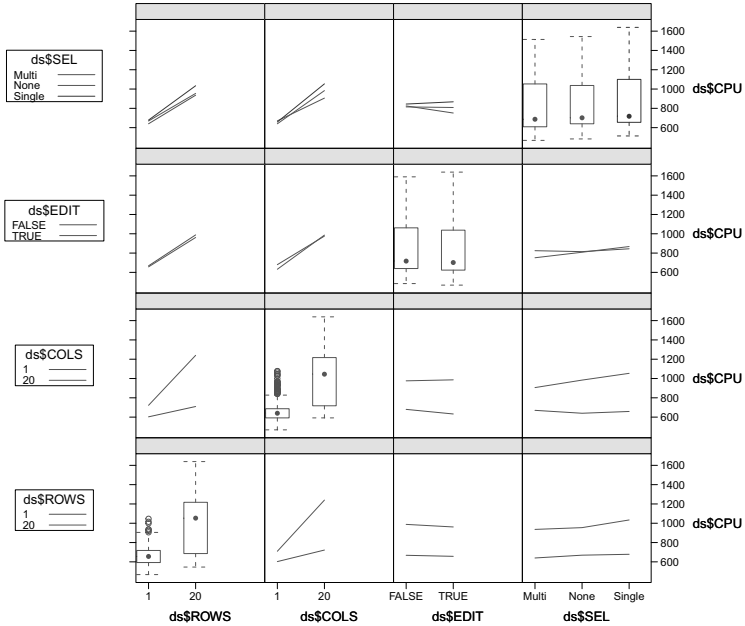 1600
1400
1200
1000
800
600
ds$CPU
ds$SEL
Multi
None
Single
1600
1400
1200
1000
800
600
ds$CPU
ds$EDIT
FALSE
TRUE
1600
1400
1200
1000
800
600
ds$CPU
ds$COLS
1
20
1600
1400
1200
1000
800
600
ds$CPU
ds$ROWS
1
20
1 20 1 20 FALSE TRUE Multi None Single
ds$ROWS ds$COLS ds$EDIT ds$SEL